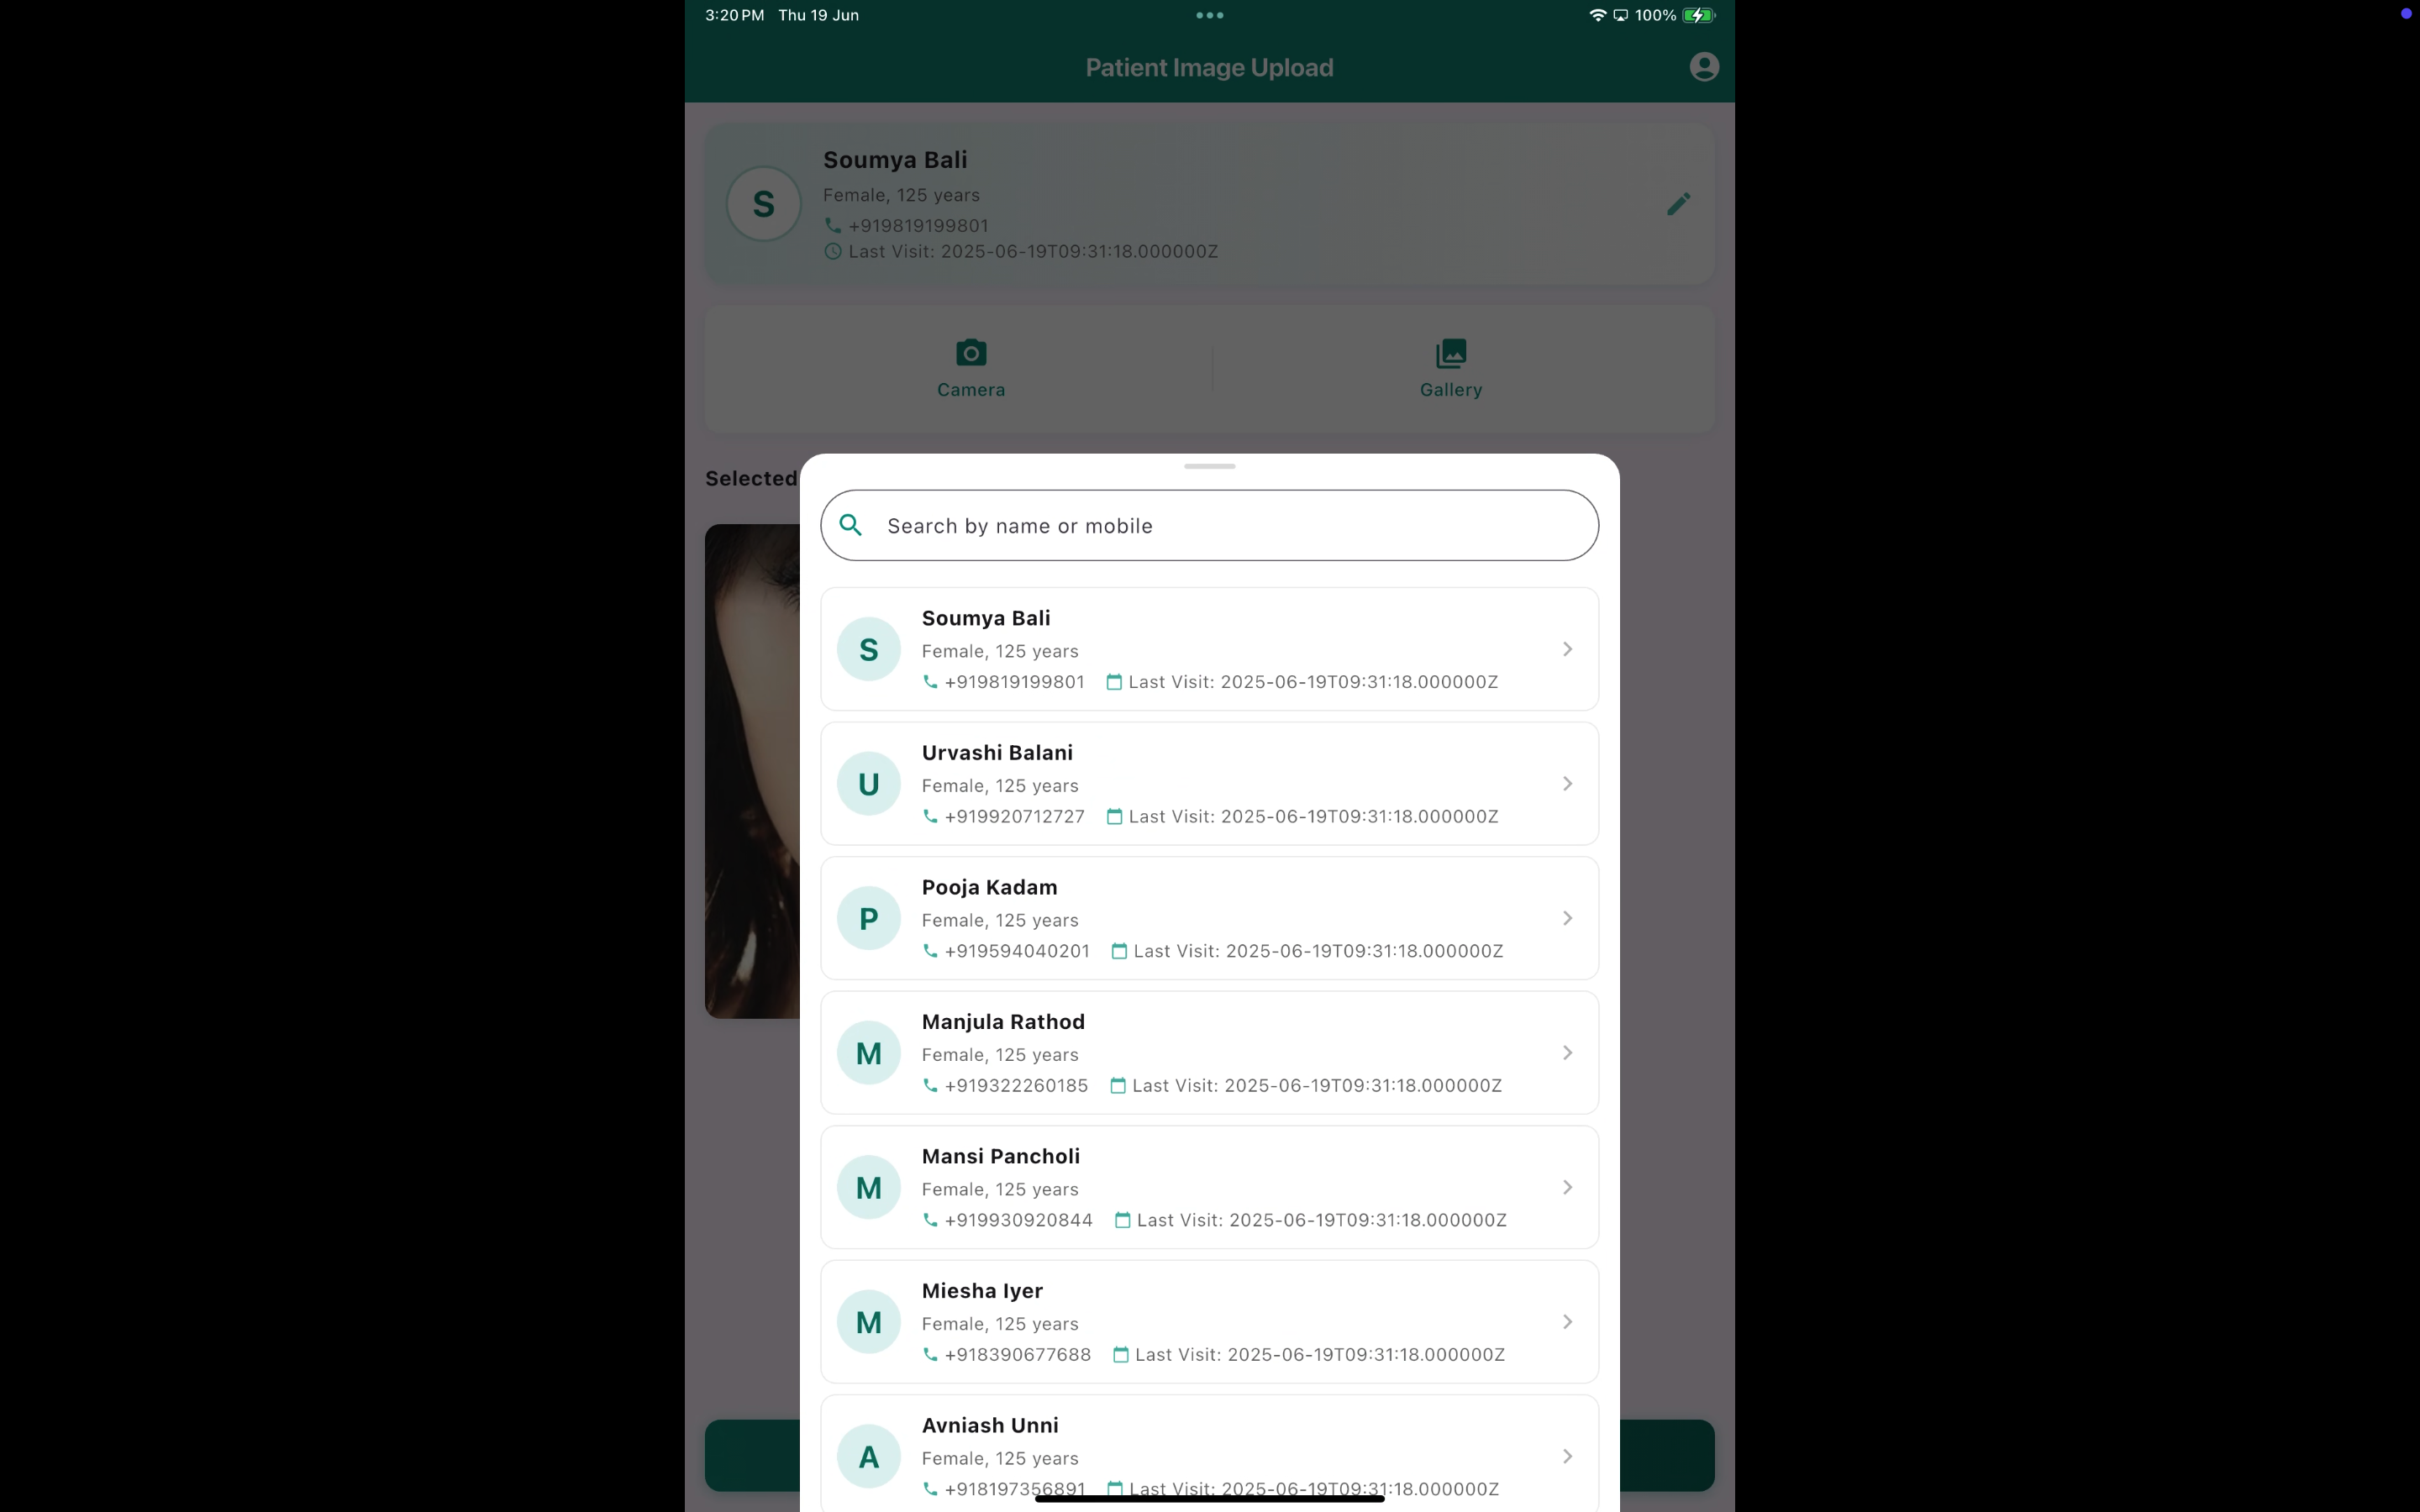 3:20 PM Thu 19 Jun
100%
Patient Image Upload
S
Soumya Bali
Female, 125 years
+919819199801
Last Visit: 2025-06-19T09:31:18.000000Z
Camera
Gallery
Selected
Search by name or mobile
S
Soumya Bali
Female, 125 years
+919819199801 Last Visit: 2025-06-19T09:31:18.000000Z
U
Urvashi Balani
Female, 125 years
+919920712727 Last Visit: 2025-06-19T09:31:18.000000Z
P
Pooja Kadam
Female, 125 years
+919594040201 Last Visit: 2025-06-19T09:31:18.000000Z
M
Manjula Rathod
Female, 125 years
+919322260185 Last Visit: 2025-06-19T09:31:18.000000Z
M
Mansi Pancholi
Female, 125 years
+919930920844 Last Visit: 2025-06-19T09:31:18.000000Z
M
Miesha Iyer
Female, 125 years
+918390677688 Last Visit: 2025-06-19T09:31:18.000000Z
A
Avniash Unni
Female, 125 years
+918197356891 Last Visit: 2025-06-19T09:31:18.000000Z